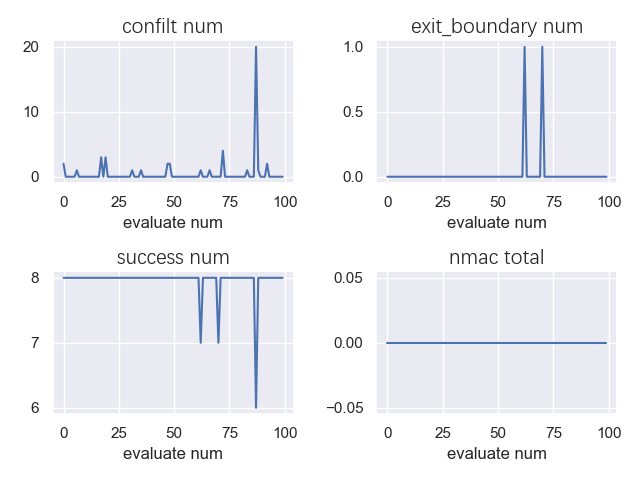 confilt num
20
10
0
0 25 50 75 100
evaluate num
exit_boundary num
1.0
0.5
0.0
0 25 50 75 100
evaluate num
success num
8
7
6
0 25 50 75 100
evaluate num
nmac total
0.05
0.00
−0.05
0 25 50 75 100
evaluate num